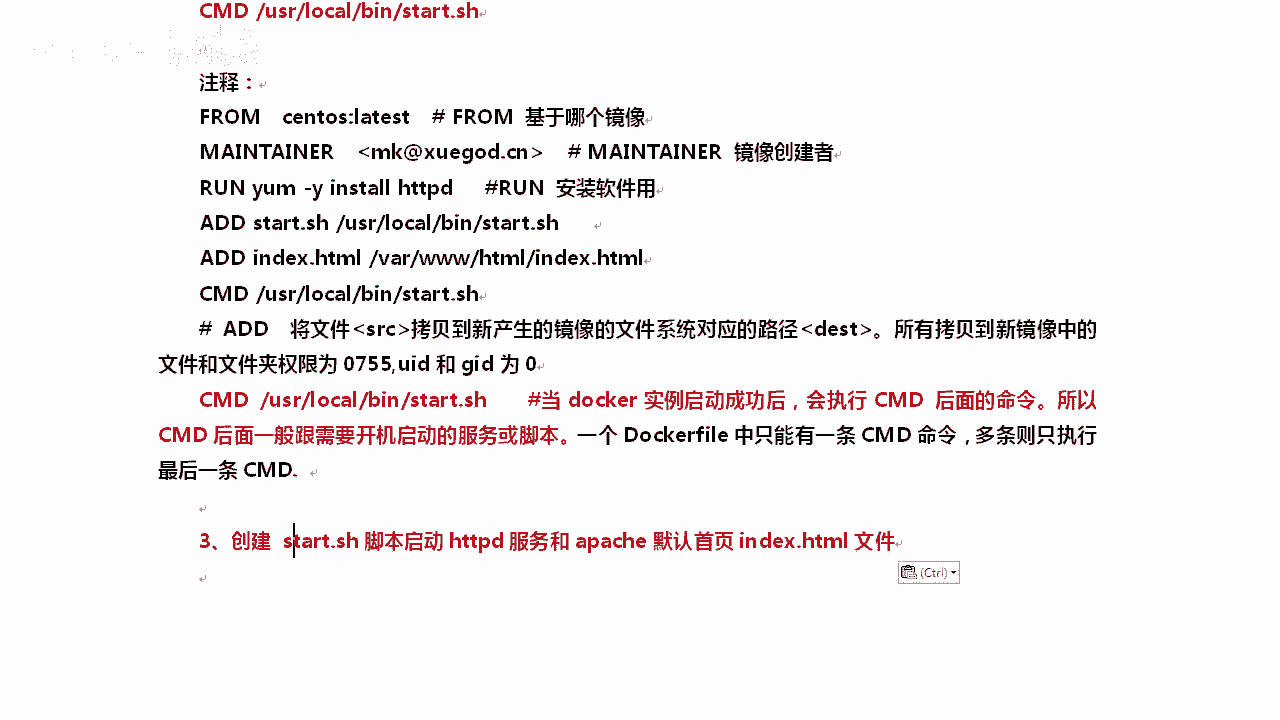 CMD /usr/local/bin/start.sh
注释：
FROM centos:latest # FROM 基于哪个镜像
MAINTAINER <mk@xuegod.cn> # MAINTAINER 镜像创建者
RUN yum -y install httpd #RUN 安装软件用
ADD start.sh /usr/local/bin/start.sh
ADD index.html /var/www/html/index.html
CMD /usr/local/bin/start.sh
# ADD 将文件<src>拷贝到新产生的镜像的文件系统对应的路径<dest>。所有拷贝到新镜像中的
文件和文件夹权限为 0755,uid 和 gid 为 0
CMD /usr/local/bin/start.sh #当 docker 实例启动成功后，会执行 CMD 后面的命令。所以
CMD 后面一般跟需要开机启动的服务或脚本。一个 Dockerfile 中只能有一条 CMD 命令，多条则只执行
最后一条 CMD.
3、创建 start.sh 脚本启动 httpd 服务和 apache 默认首页 index.html 文件
(Ctrl)